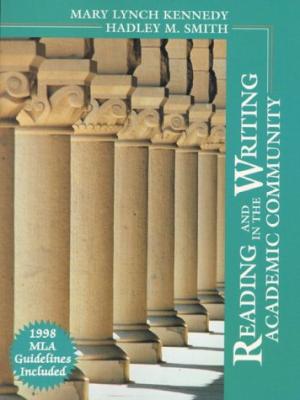 MARY LYNCH KENNEDY
HADLEY M. SMITH
READING AND WRITING
IN THE
ACADEMIC COMMUNITY
1998
MLA
Guidelines
Included